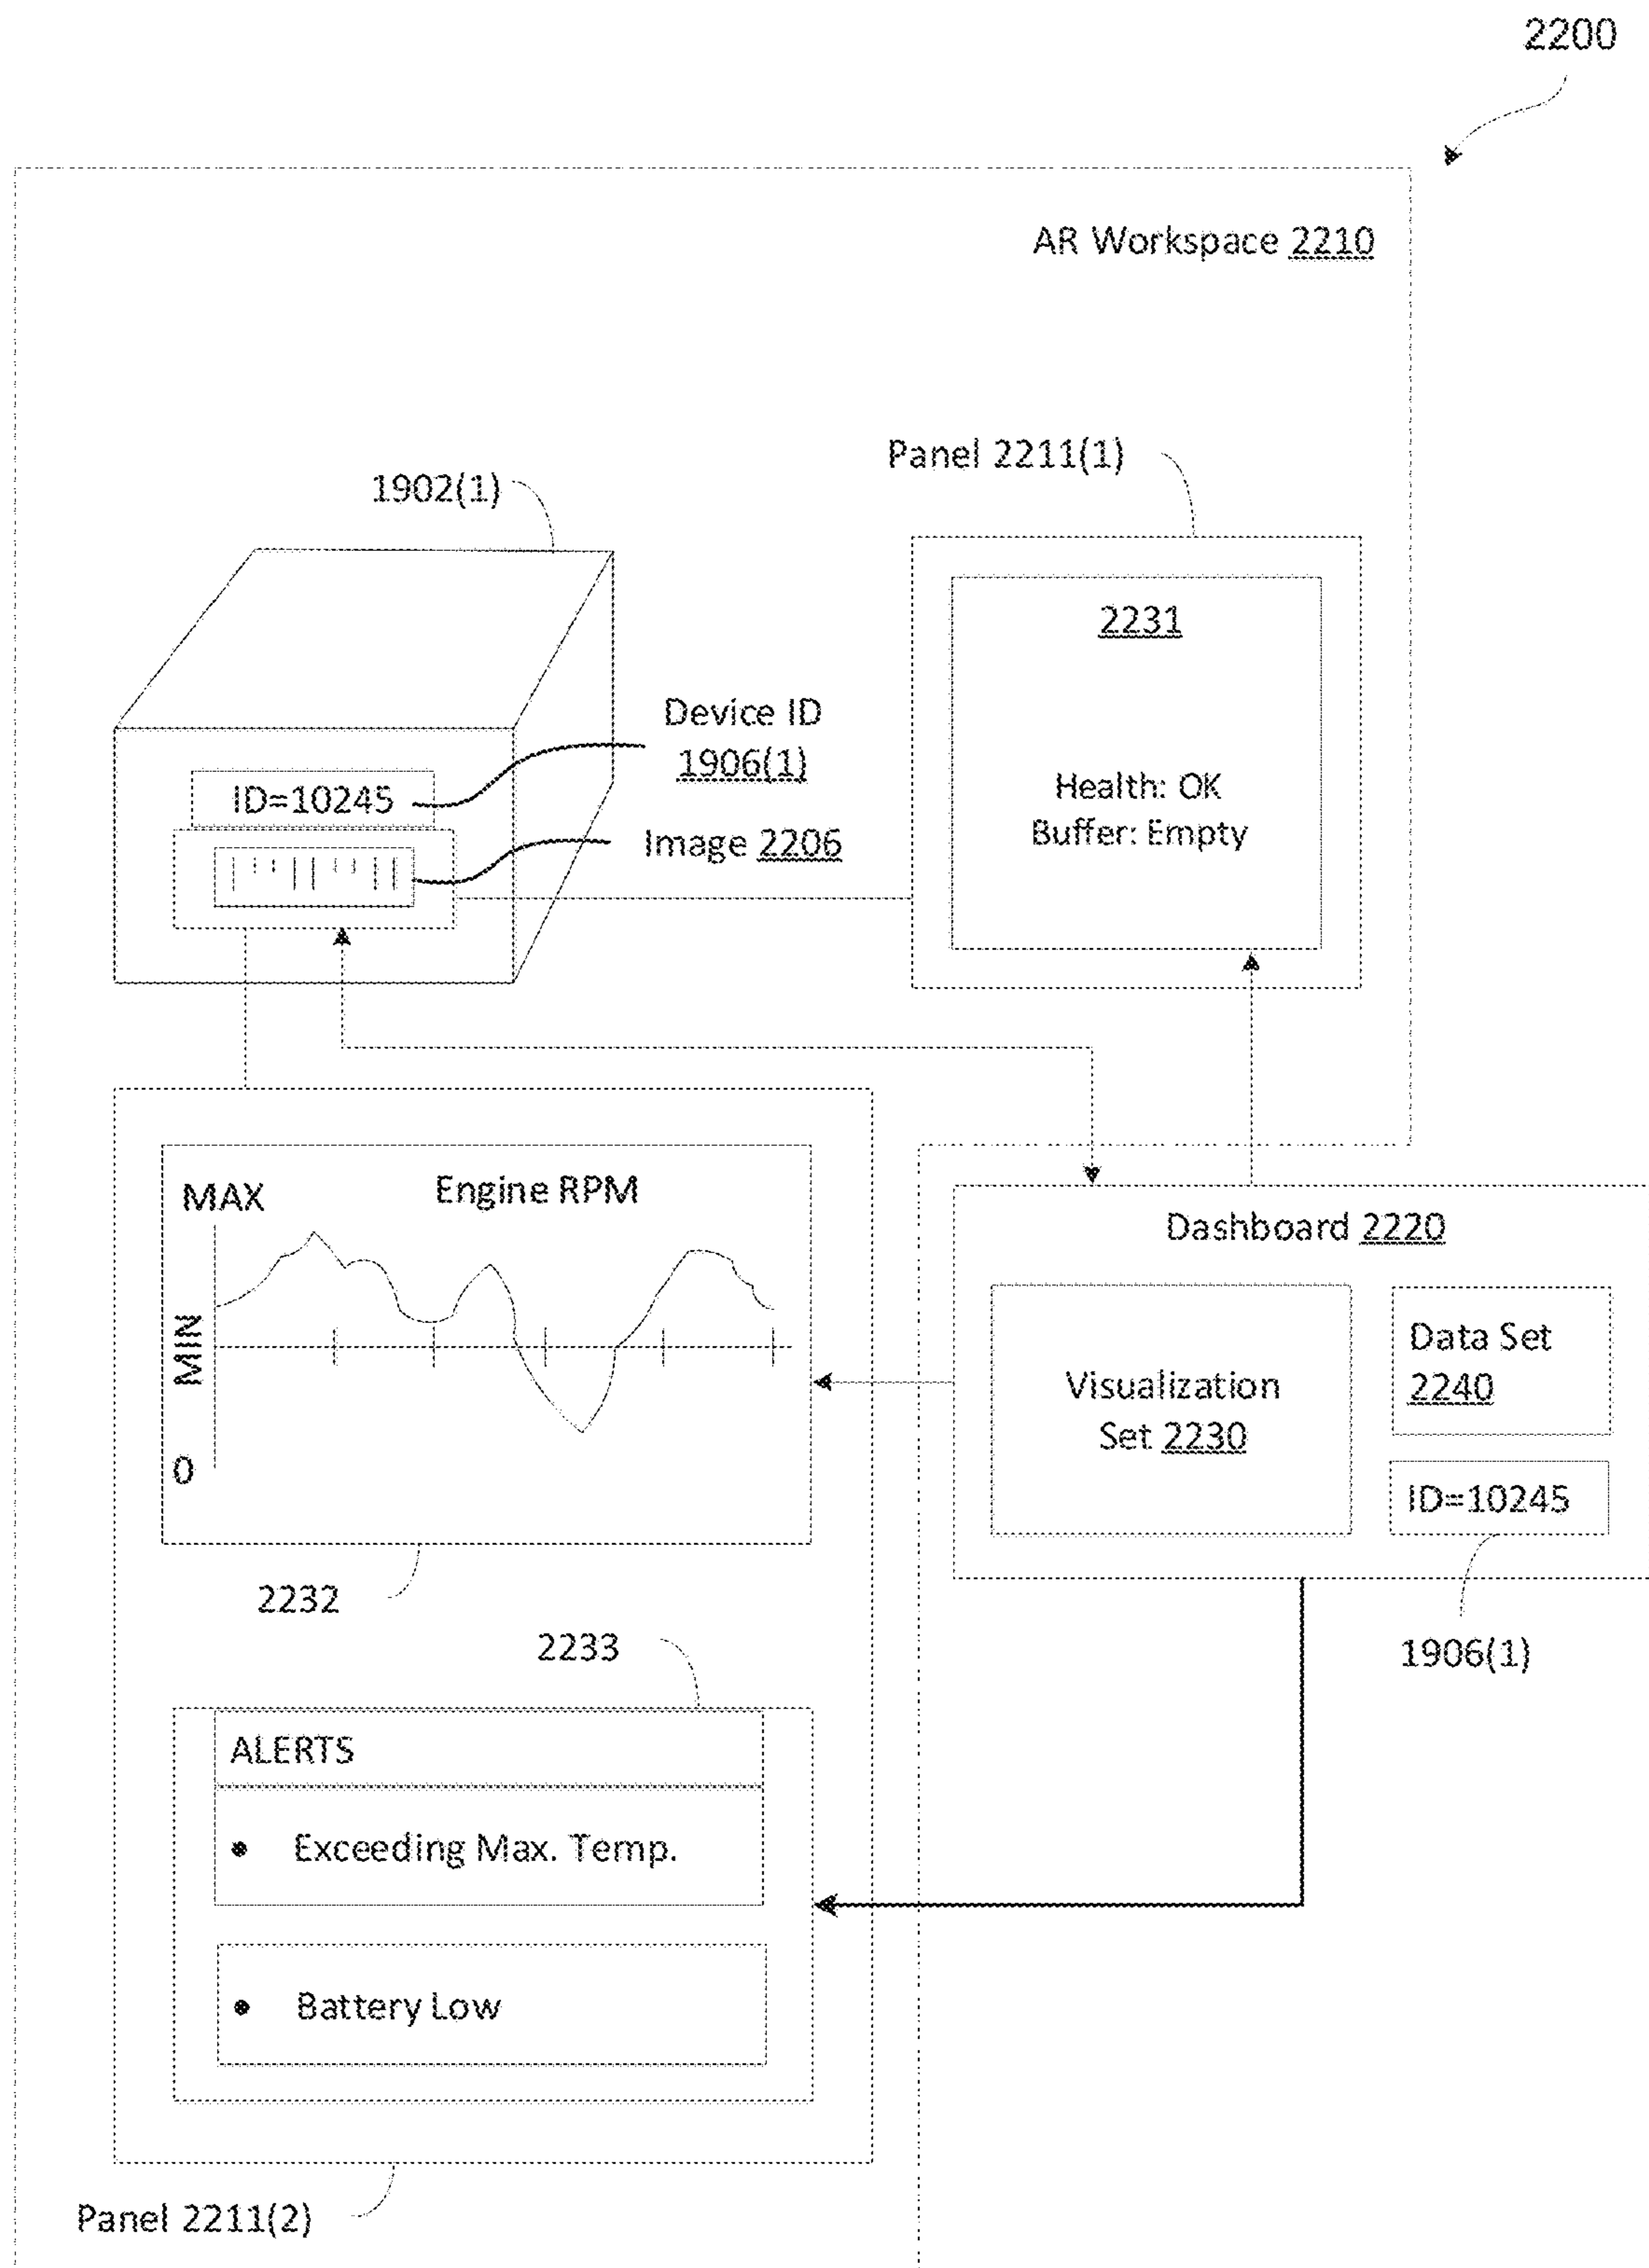 2200
AR Workspace 2210
Panel 2211(1)
1902(1)
2231
Device ID
1906(1)
Health: OK
Buffer: Empty
ID=10245
Image 2206
MAX
Engine RPM
MIN
0
Dashboard 2220
Visualization
Set 2230
Data Set
2240
ID=10245
2232
2233
1906(1)
ALERTS
• Exceeding Max. Temp.
• Battery Low
Panel 2211(2)